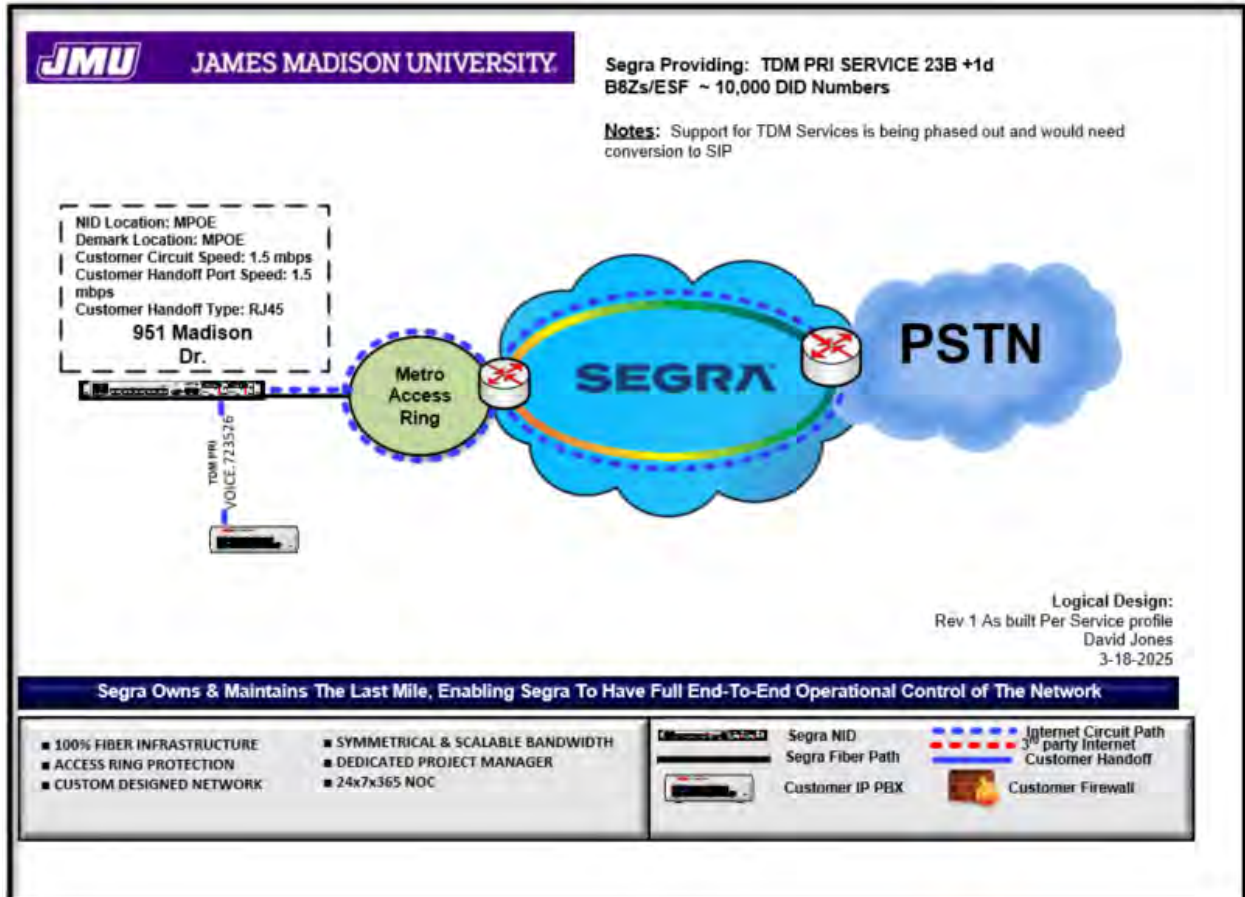 JMU JAMES MADISON UNIVERSITY.
Segra Providing: TDM PRI SERVICE 23B +1d
B8Zs/ESF ~ 10,000 DID Numbers
Notes: Support for TDM Services is being phased out and would need
conversion to SIP
NID Location: MPOE
Demark Location: MPOE
Customer Circuit Speed: 1.5 mbps
Customer Handoff Port Speed: 1.5
mbps
Customer Handoff Type: RJ45
951 Madison
Dr.
Metro
Access
Ring
SEGRA
PSTN
TDM PRI
VOICE.723526
Logical Design:
Rev 1 As built Per Service profile
David Jones
3-18-2025
Segra Owns & Maintains The Last Mile, Enabling Segra To Have Full End-To-End Operational Control of The Network
■ 100% FIBER INFRASTRUCTURE
■ ACCESS RING PROTECTION
■ CUSTOM DESIGNED NETWORK
■ SYMMETRICAL & SCALABLE BANDWIDTH
■ DEDICATED PROJECT MANAGER
■ 24x7x365 NOC
Segra NID
Segra Fiber Path
Customer IP PBX
Internet Circuit Path
3rd party Internet
Customer Handoff
Customer Firewall